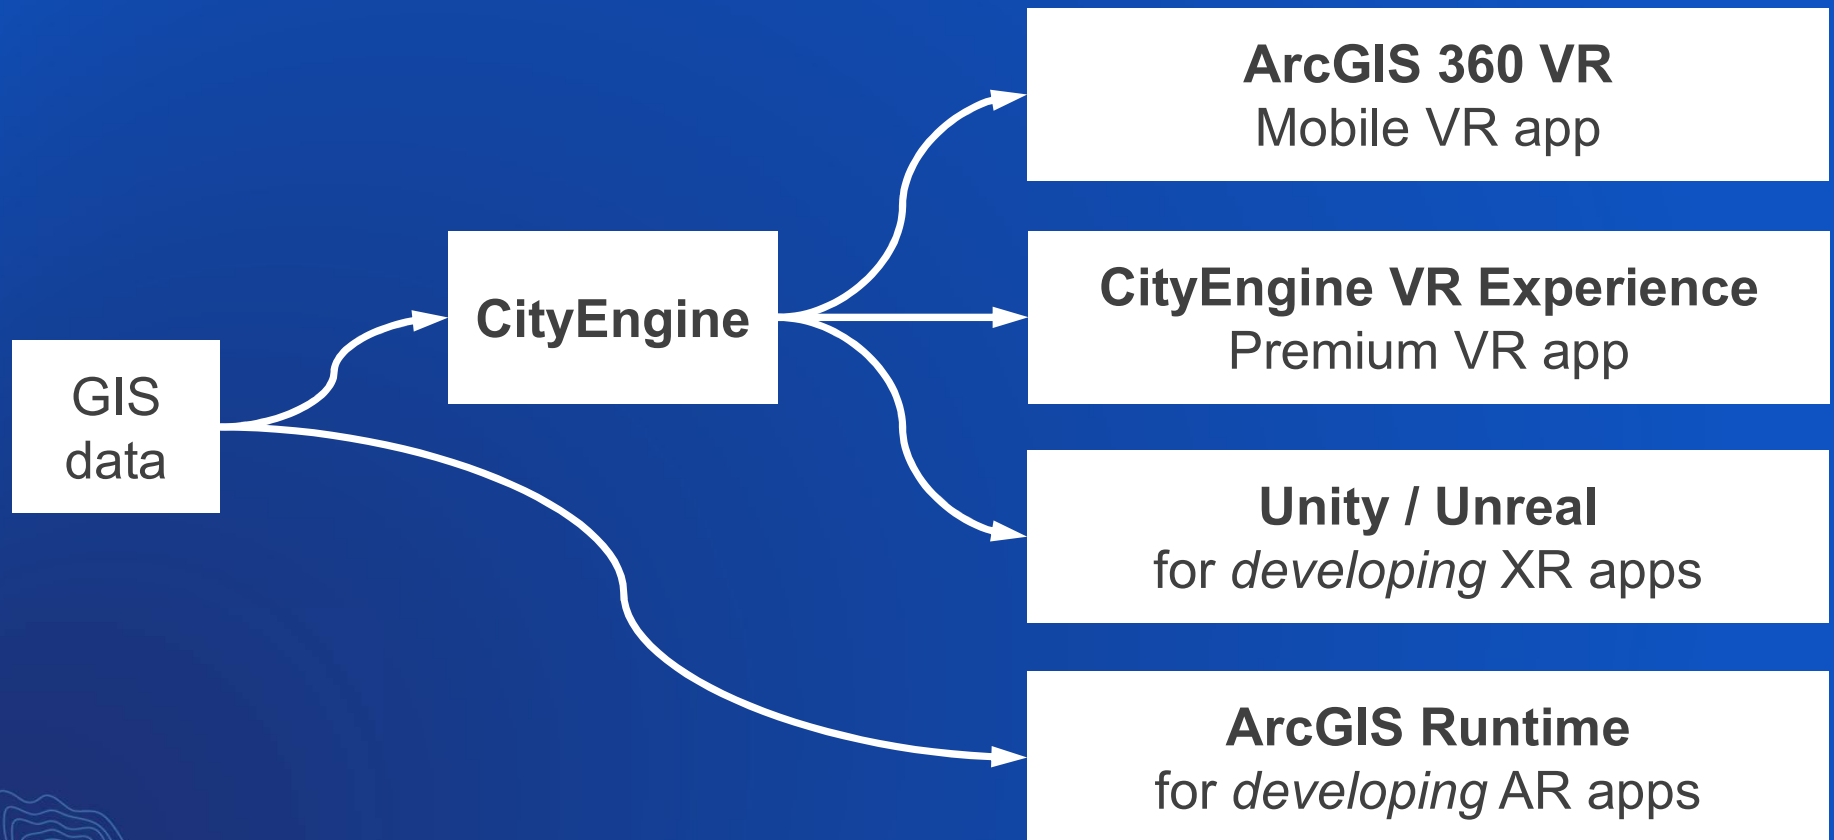 GIS
data
CityEngine
ArcGIS 360 VR
Mobile VR app
CityEngine VR Experience
Premium VR app
Unity / Unreal
for developing XR apps
ArcGIS Runtime
for developing AR apps